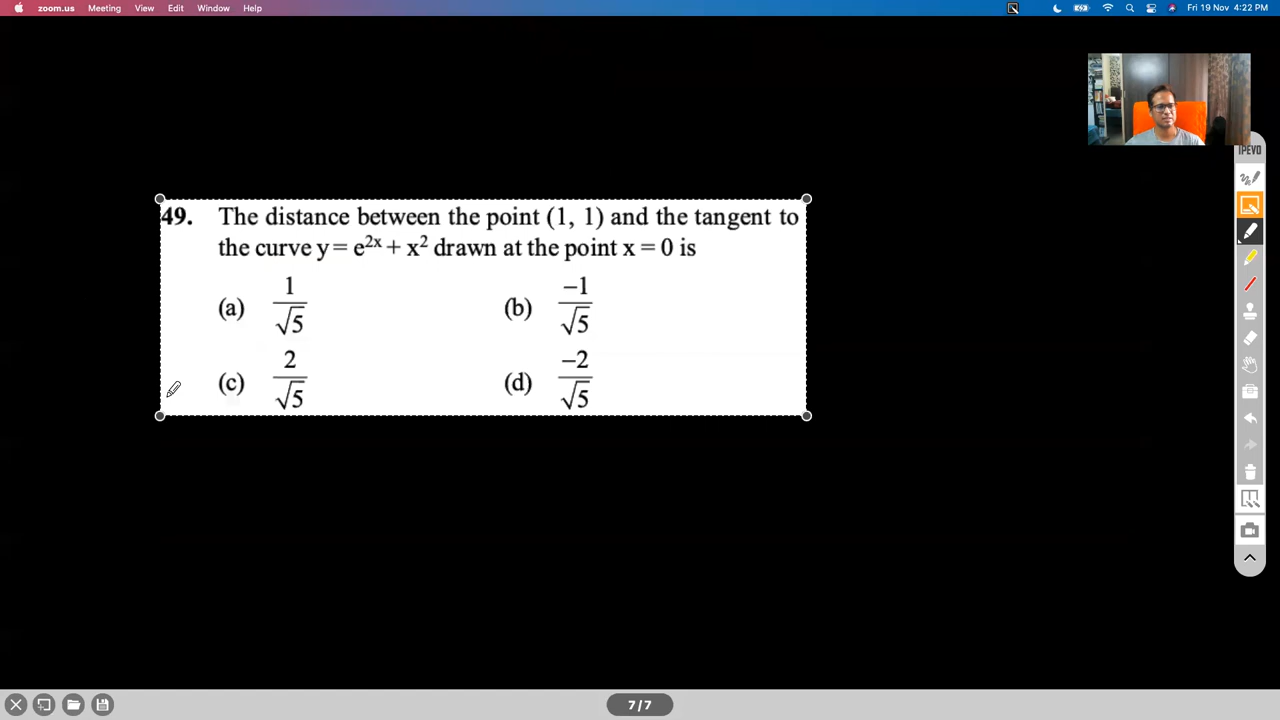 zoom.us Meeting View Edit Window Help
Fri 19 Nov 4:22 PM
IPEVO
49. The distance between the point (1, 1) and the tangent to
the curve y = e^{2x} + x^2 drawn at the point x = 0 is
(a) 1/√5 (b) –1/√5
(c) 2/√5 (d) –2/√5
7/7